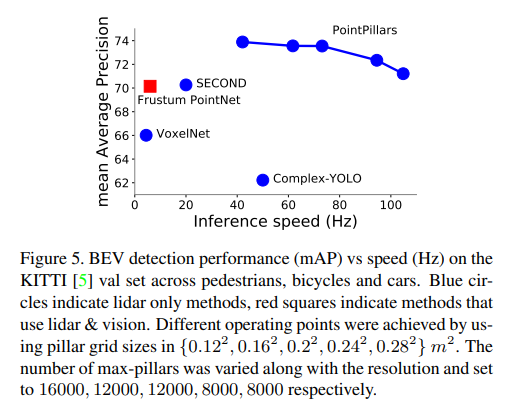 mean Average Precision
74
72
70
68
66
64
62
PointPillars
SECOND
Frustum PointNet
VoxelNet
Complex-YOLO
0 20 40 60 80 100
Inference speed (Hz)
Figure 5. BEV detection performance (mAP) vs speed (Hz) on the
KITTI [5] val set across pedestrians, bicycles and cars. Blue cir-
cles indicate lidar only methods, red squares indicate methods that
use lidar & vision. Different operating points were achieved by us-
ing pillar grid sizes in {0.12², 0.16², 0.2², 0.24², 0.28²} m². The
number of max-pillars was varied along with the resolution and set
to 16000, 12000, 12000, 8000, 8000 respectively.